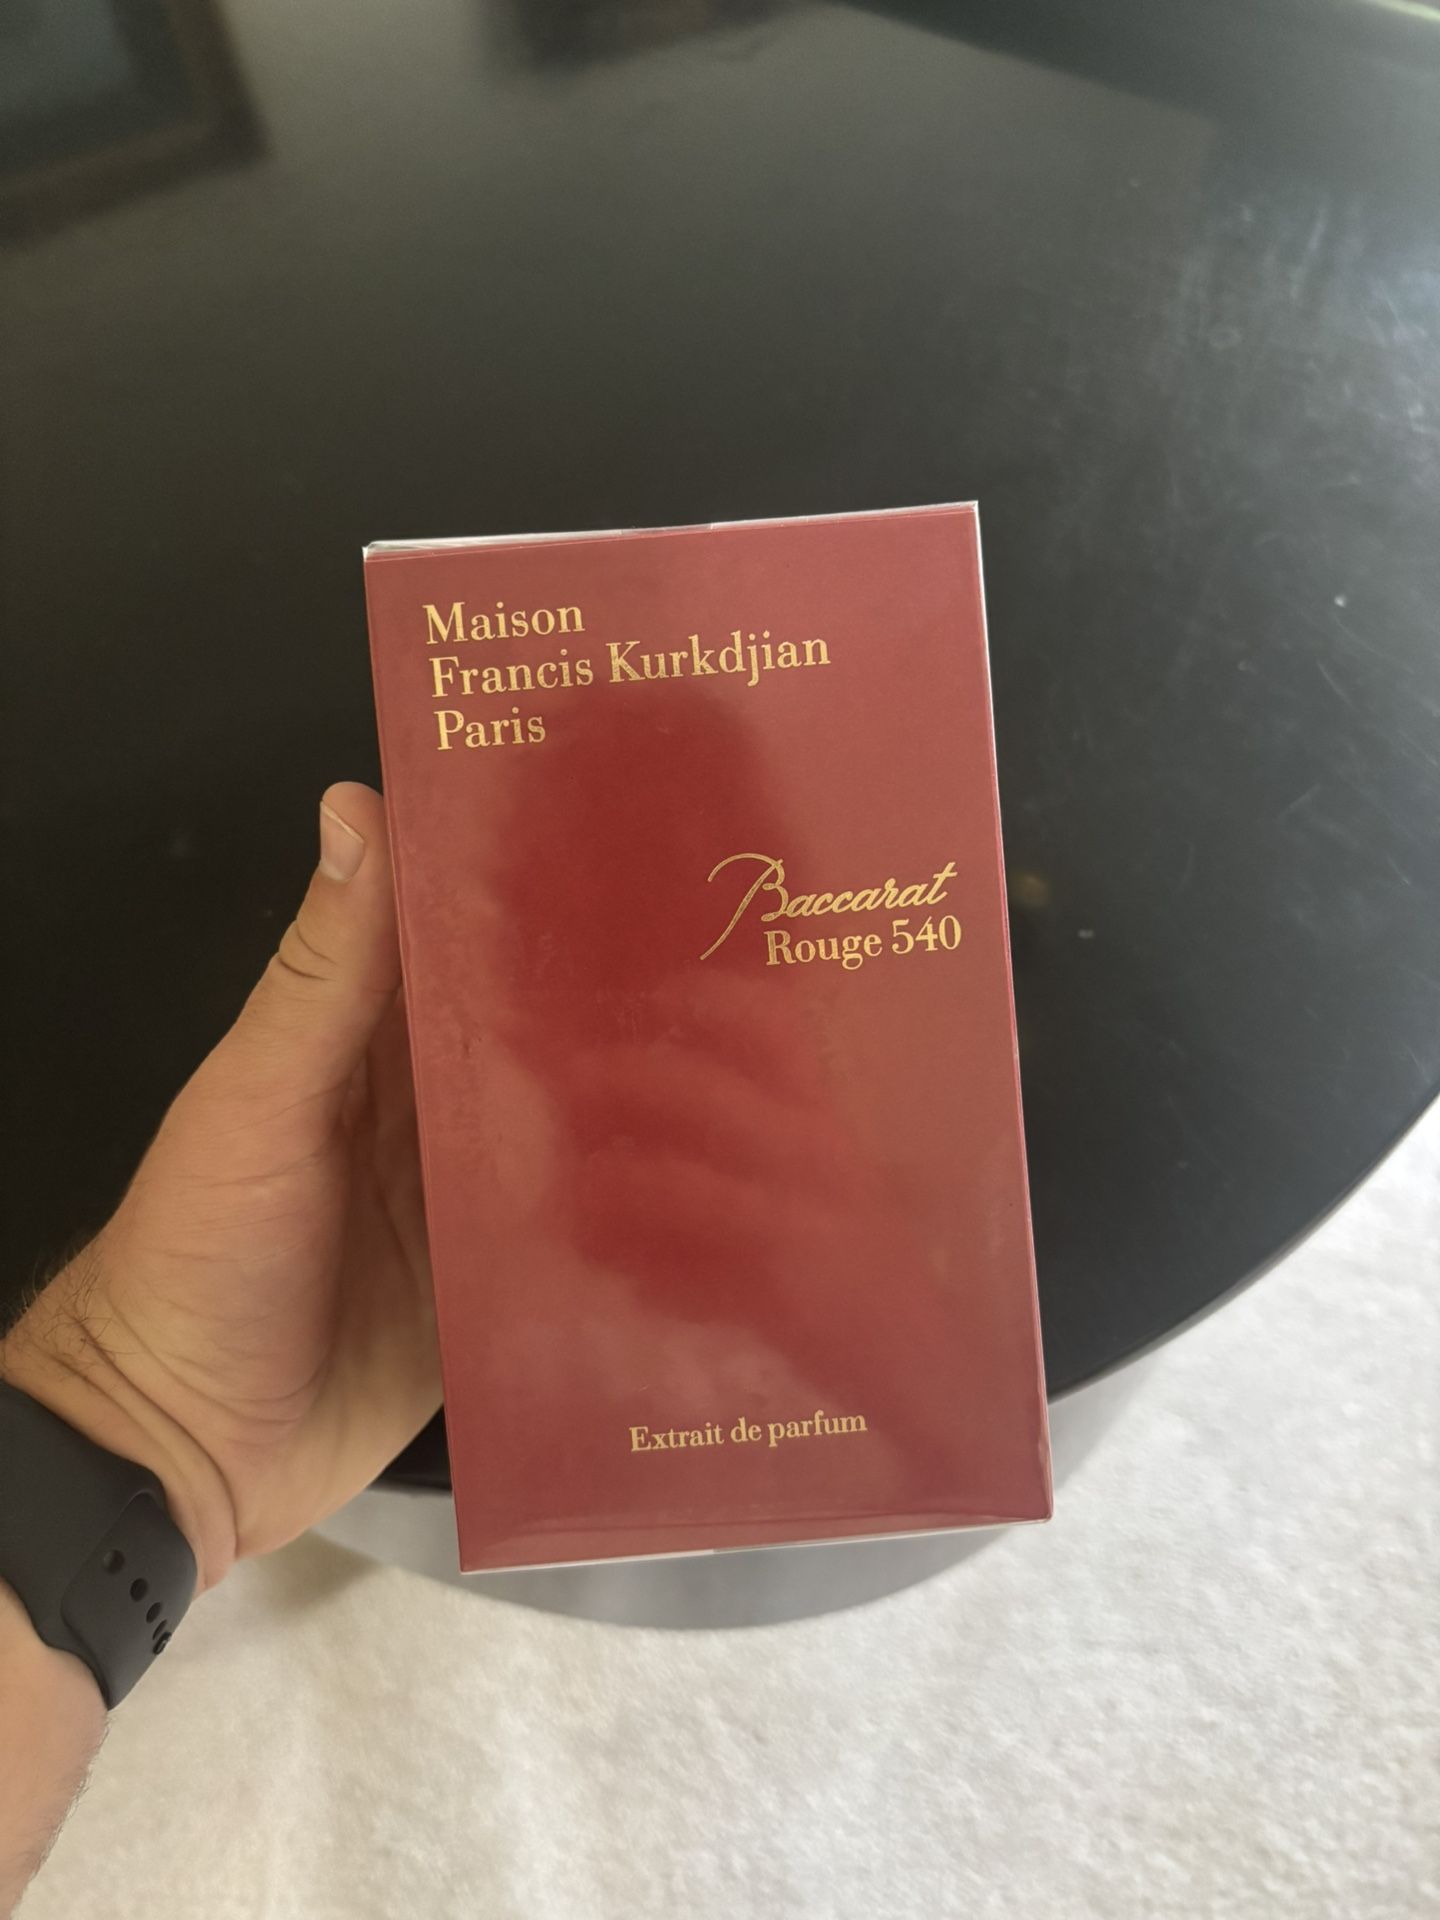 Maison
Francis Kurkdjian
Paris
Baccarat
Rouge 540
Extrait de parfum